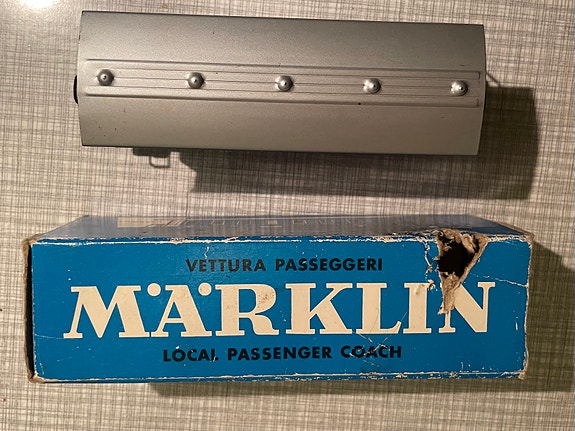 VETTURA PASSEGGERI
MÄRKLIN
LOCAL PASSENGER COACH